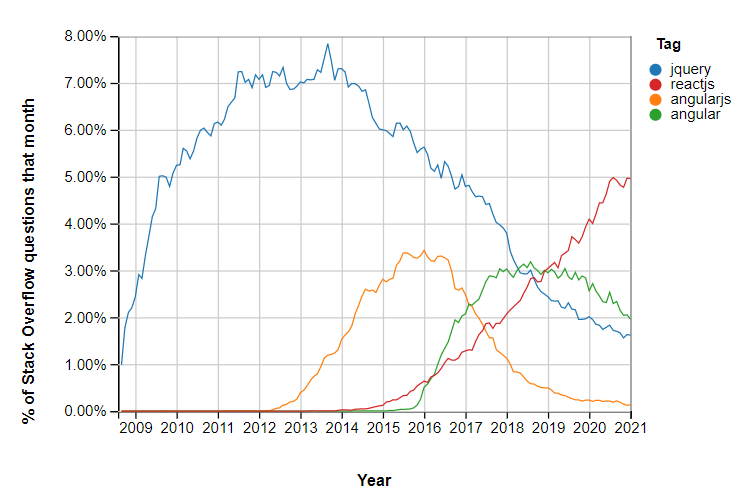 8.00%
7.00%
6.00%
5.00%
4.00%
3.00%
2.00%
1.00%
0.00%
% of Stack Overflow questions that month
2009 2010 2011 2012 2013 2014 2015 2016 2017 2018 2019 2020 2021
Year
Tag
jquery
reactjs
angularjs
angular